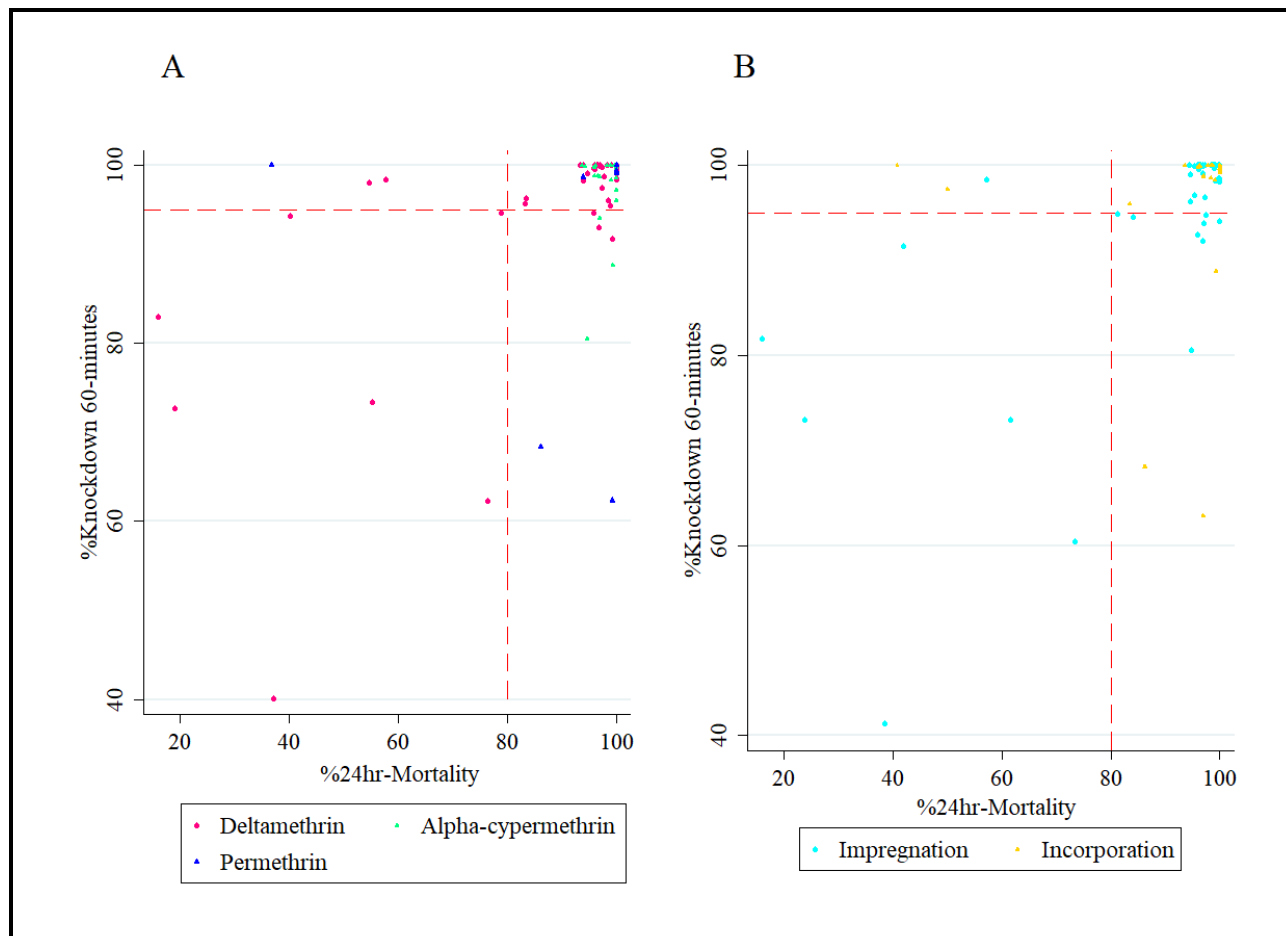 A
%Knockdown 60-minutes
100
80
60
40
20 40 60 80 100
%24hr-Mortality
Deltamethrin Alpha-cypermethrin
Permethrin
B
%Knockdown 60-minutes
100
80
60
40
20 40 60 80 100
%24hr-Mortality
Impregnation Incorporation